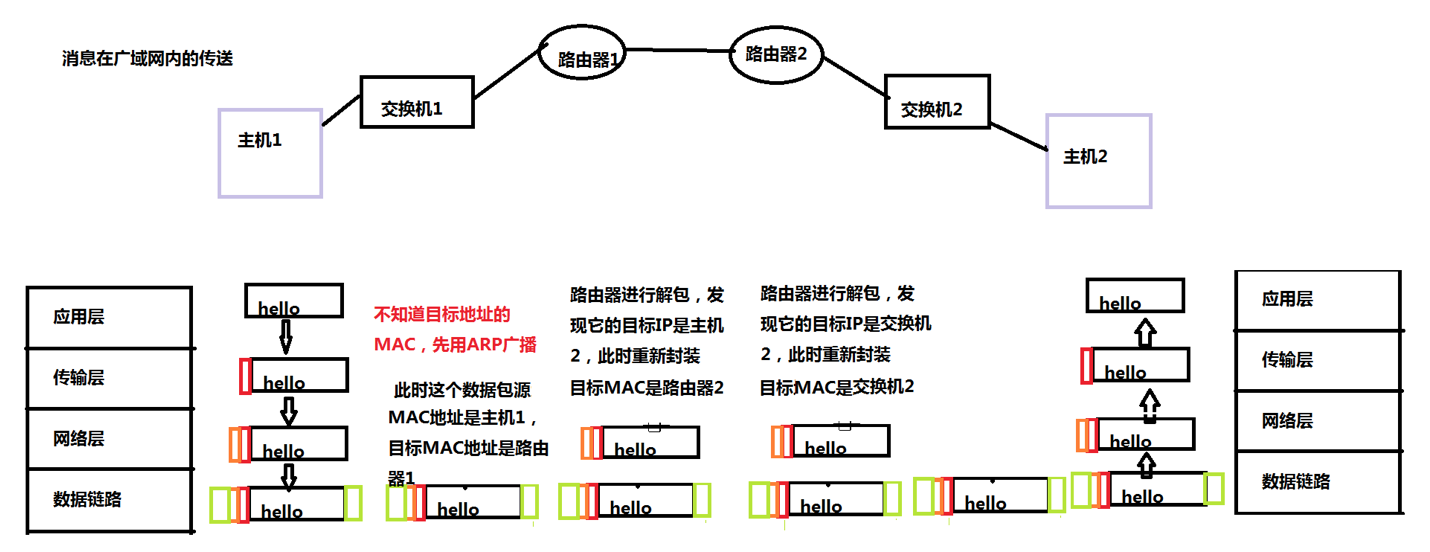 消息在广域网内的传送
主机1
交换机1
路由器1
路由器2
交换机2
主机2
应用层
传输层
网络层
数据链路
hello
hello
hello
hello
不知道目标地址的
MAC，先用ARP广播
此时这个数据包源
MAC地址是主机1，
目标MAC地址是路由
器1
hello
路由器进行解包，发
现它的目标IP是主机
2，此时重新封装
目标MAC是路由器2
hello
hello
路由器进行解包，发
现它的目标IP是交换机
2，此时重新封装
目标MAC是交换机2
hello
hello
hello
hello
hello
hello
hello
应用层
传输层
网络层
数据链路